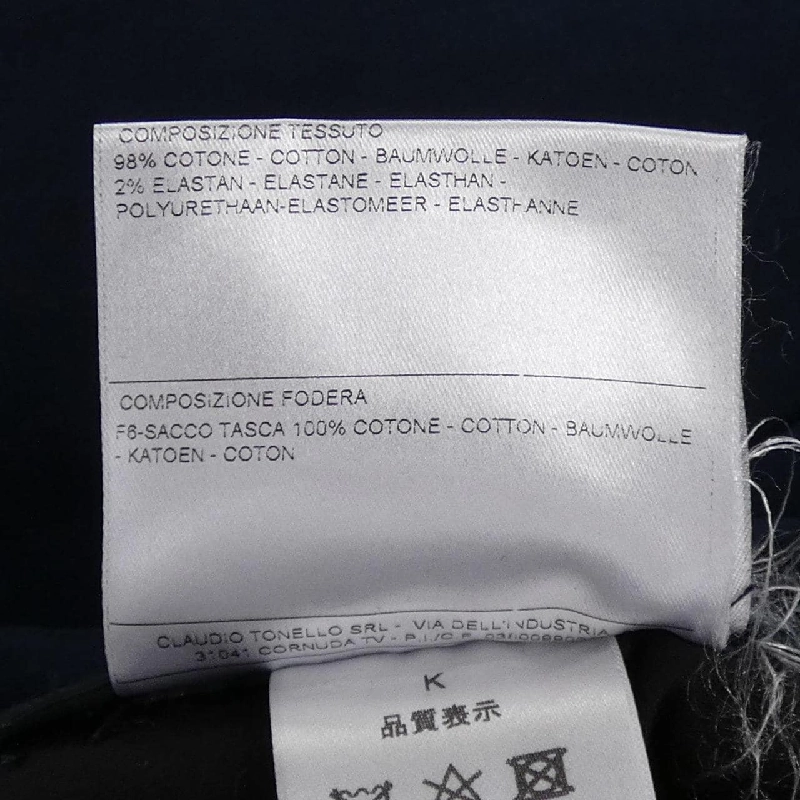 COMPOSIZIONE TESSUTO
98% COTONE - COTTON - BAUMWOLLE - KATOEN - COTON
2% ELASTAN - ELASTANE - ELASTHAN -
POLYURETHAAN-ELASTOMEER - ELASTHANNE
COMPOSIZIONE FODERA
F6-SACCO TASCA 100% COTONE - COTTON - BAUMWOLLE
- KATOEN - COTON
CLAUDIO TONELLO SRL - VIA DELL'INDUSTRIA
31041 CORNUDA TV - P.I./C.F.
K
品質表示